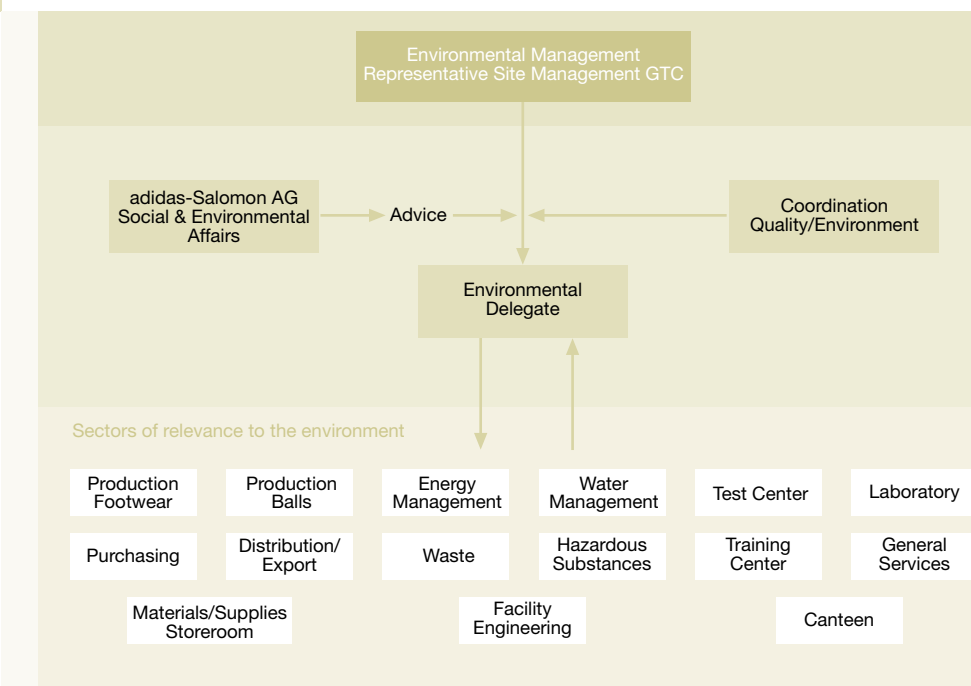 Environmental Management
Representative Site Management GTC
adidas-Salomon AG
Social & Environmental
Affairs
Advice
Coordination
Quality/Environment
Environmental
Delegate
Sectors of relevance to the environment
Production
Footwear
Production
Balls
Energy
Management
Water
Management
Test Center
Laboratory
Purchasing
Distribution/
Export
Waste
Hazardous
Substances
Training
Center
General
Services
Materials/Supplies
Storeroom
Facility
Engineering
Canteen